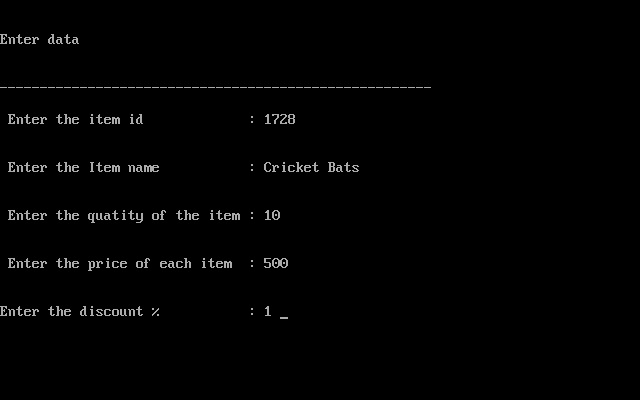 Enter data
------------------------------------------------------
Enter the item id : 1728
Enter the Item name : Cricket Bats
Enter the quatity of the item : 10
Enter the price of each item : 500
Enter the discount % : 1 _